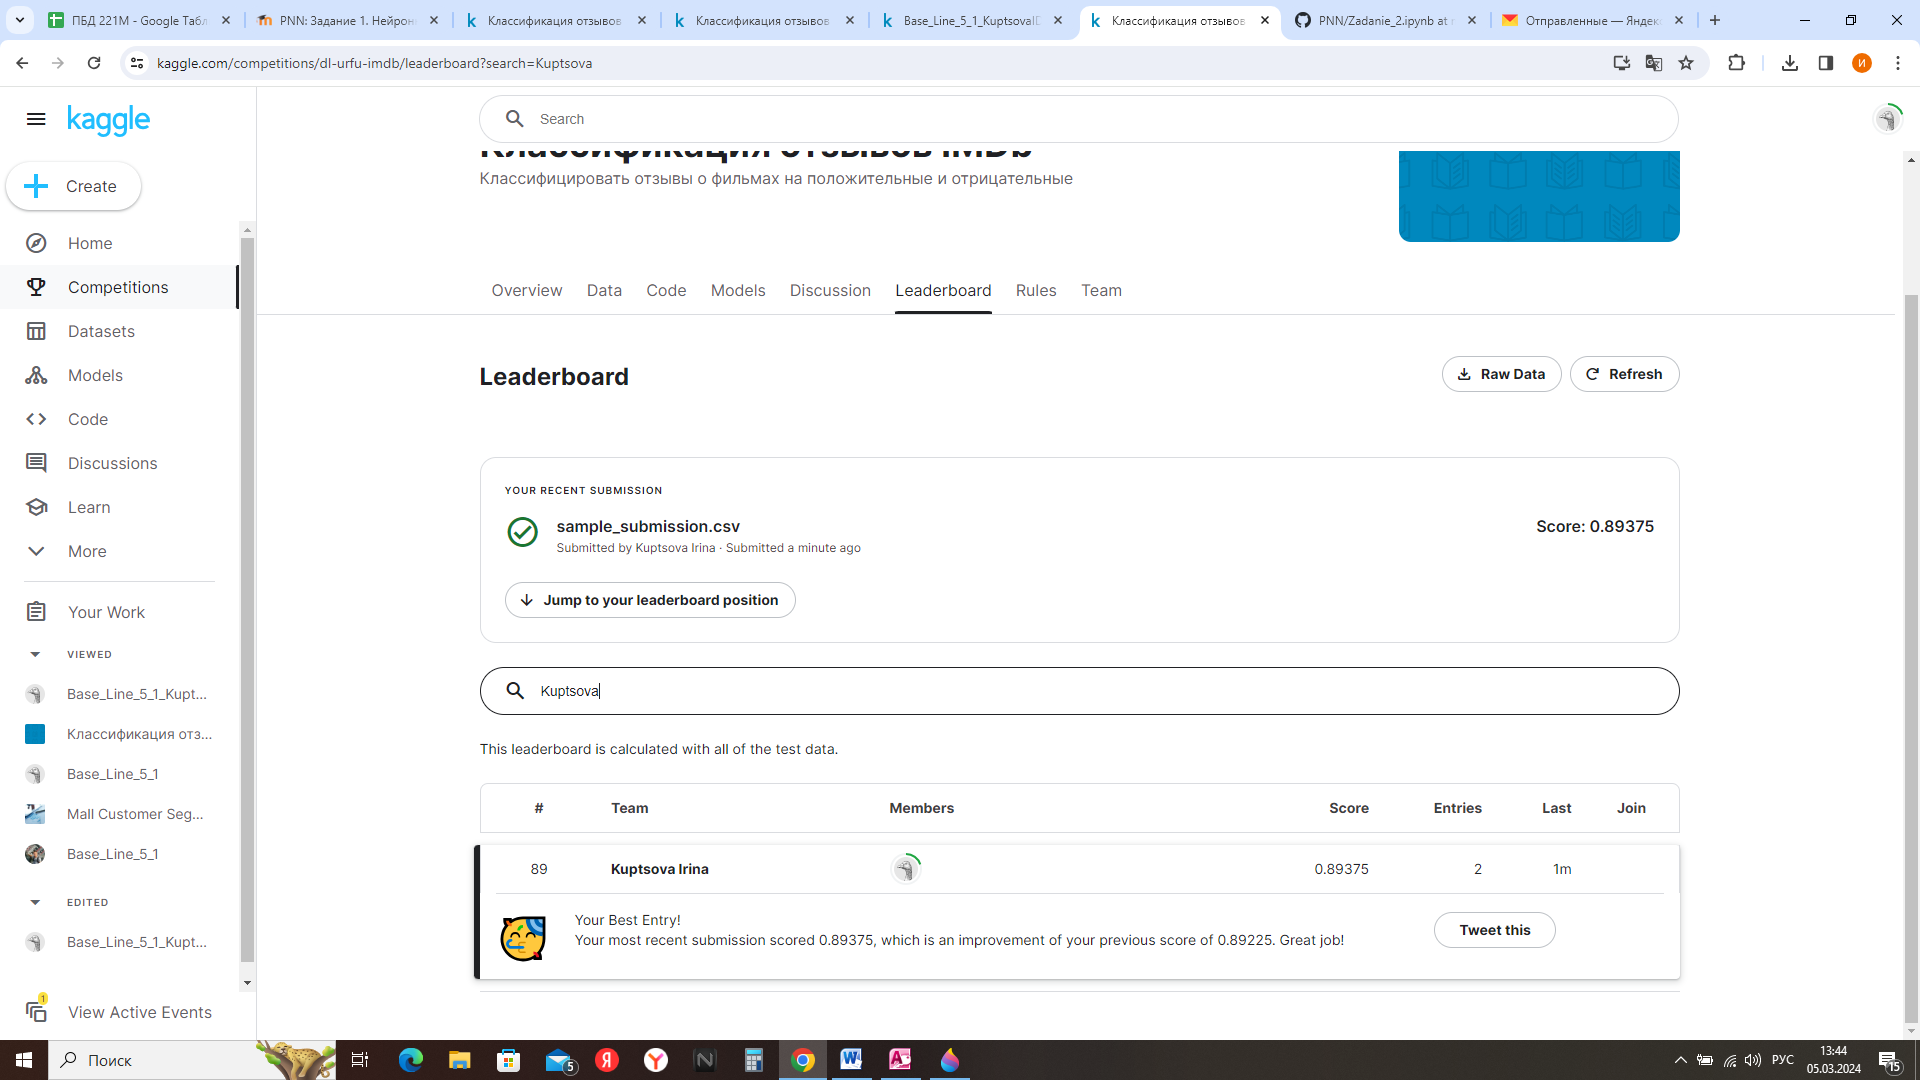 ПБД 221М - Google Табл
PNN: Задание 1. Нейрон
Классификация отзывов
Классификация отзывов
Base_Line_5_1_KuptsovaI
Классификация отзывов
PNN/Zadanie_2.ipynb at
Отправленные — Яндекс
kaggle.com/competitions/dl-urfu-imdb/leaderboard?search=Kuptsova
И
kaggle
Search
Create
Home
Competitions
Datasets
Models
Code
Discussions
Learn
More
Your Work
VIEWED
Base_Line_5_1_Kupt...
Классификация отз...
Base_Line_5_1
Mall Customer Seg...
Base_Line_5_1
EDITED
Base_Line_5_1_Kupt...
1
View Active Events
Классификация отзывов IMDb
Классифицировать отзывы о фильмах на положительные и отрицательные
Overview Data Code Models Discussion Leaderboard Rules Team
Leaderboard
Raw Data
Refresh
YOUR RECENT SUBMISSION
sample_submission.csv
Score: 0.89375
Submitted by Kuptsova Irina · Submitted a minute ago
Jump to your leaderboard position
Kuptsova
This leaderboard is calculated with all of the test data.
# Team Members Score Entries Last Join
89 Kuptsova Irina 0.89375 2 1m
Your Best Entry!
Your most recent submission scored 0.89375, which is an improvement of your previous score of 0.89225. Great job!
Tweet this
Поиск
5
РУС
13:44
05.03.2024
15